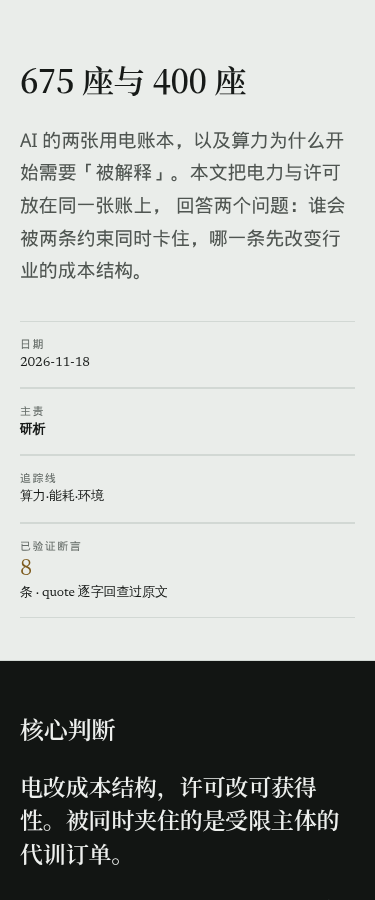 675 座与 400 座
AI 的两张用电账本，以及算力为什么开
始需要「被解释」。本文把电力与许可
放在同一张账上， 回答两个问题：谁会
被两条约束同时卡住，哪一条先改变行
业的成本结构。
日期
2026-11-18
主责
研析
追踪线
算力·能耗·环境
已验证断言
8
条 · quote 逐字回查过原文
核心判断
电改成本结构，许可改可获得
性。被同时夹住的是受限主体的
代训订单。